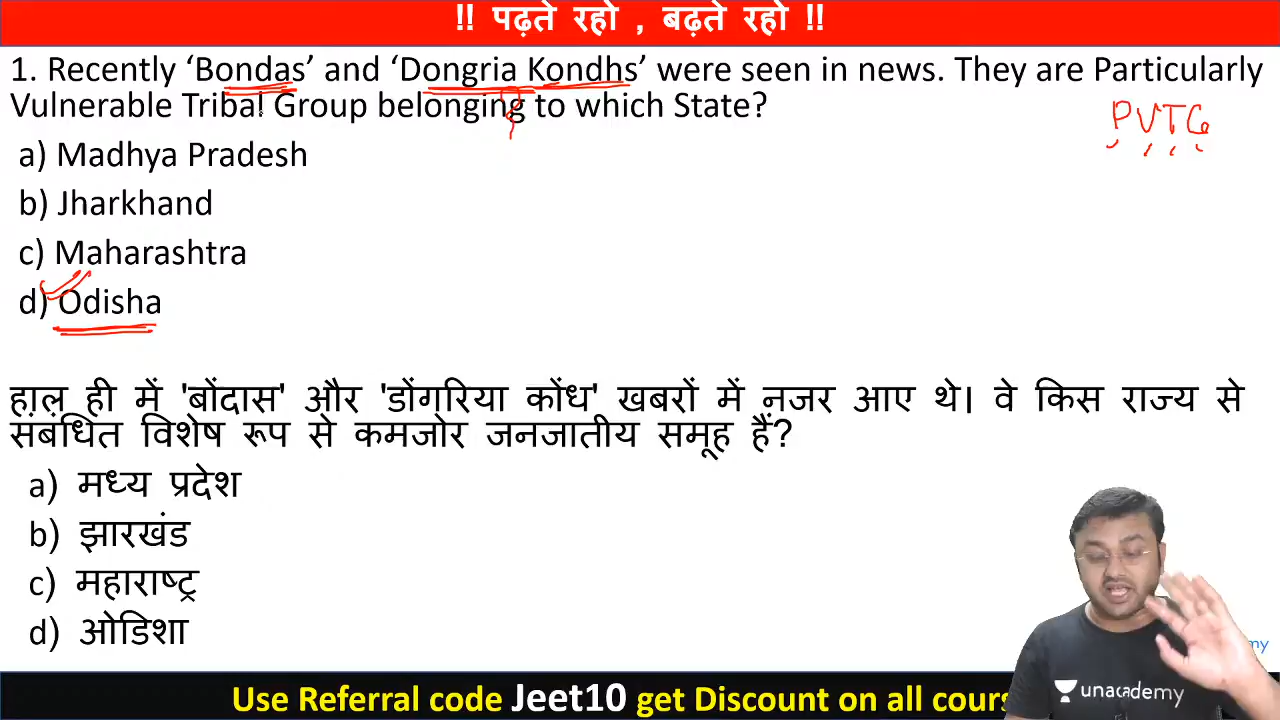 !! पढ़ते रहो , बढ़ते रहो !!
1. Recently ‘Bondas’ and ‘Dongria Kondhs’ were seen in news. They are Particularly
Vulnerable Tribal Group belonging to which State?
PVTG
a) Madhya Pradesh
b) Jharkhand
c) Maharashtra
d) Odisha
हाल ही में 'बोंदास' और 'डोंगरिया कोंध' खबरों में नजर आए थे। वे किस राज्य से
संबंधित विशेष रूप से कमजोर जनजातीय समूह हैं?
a) मध्य प्रदेश
b) झारखंड
c) महाराष्ट्र
d) ओडिशा
unacademy
Use Referral code Jeet10 get Discount on all